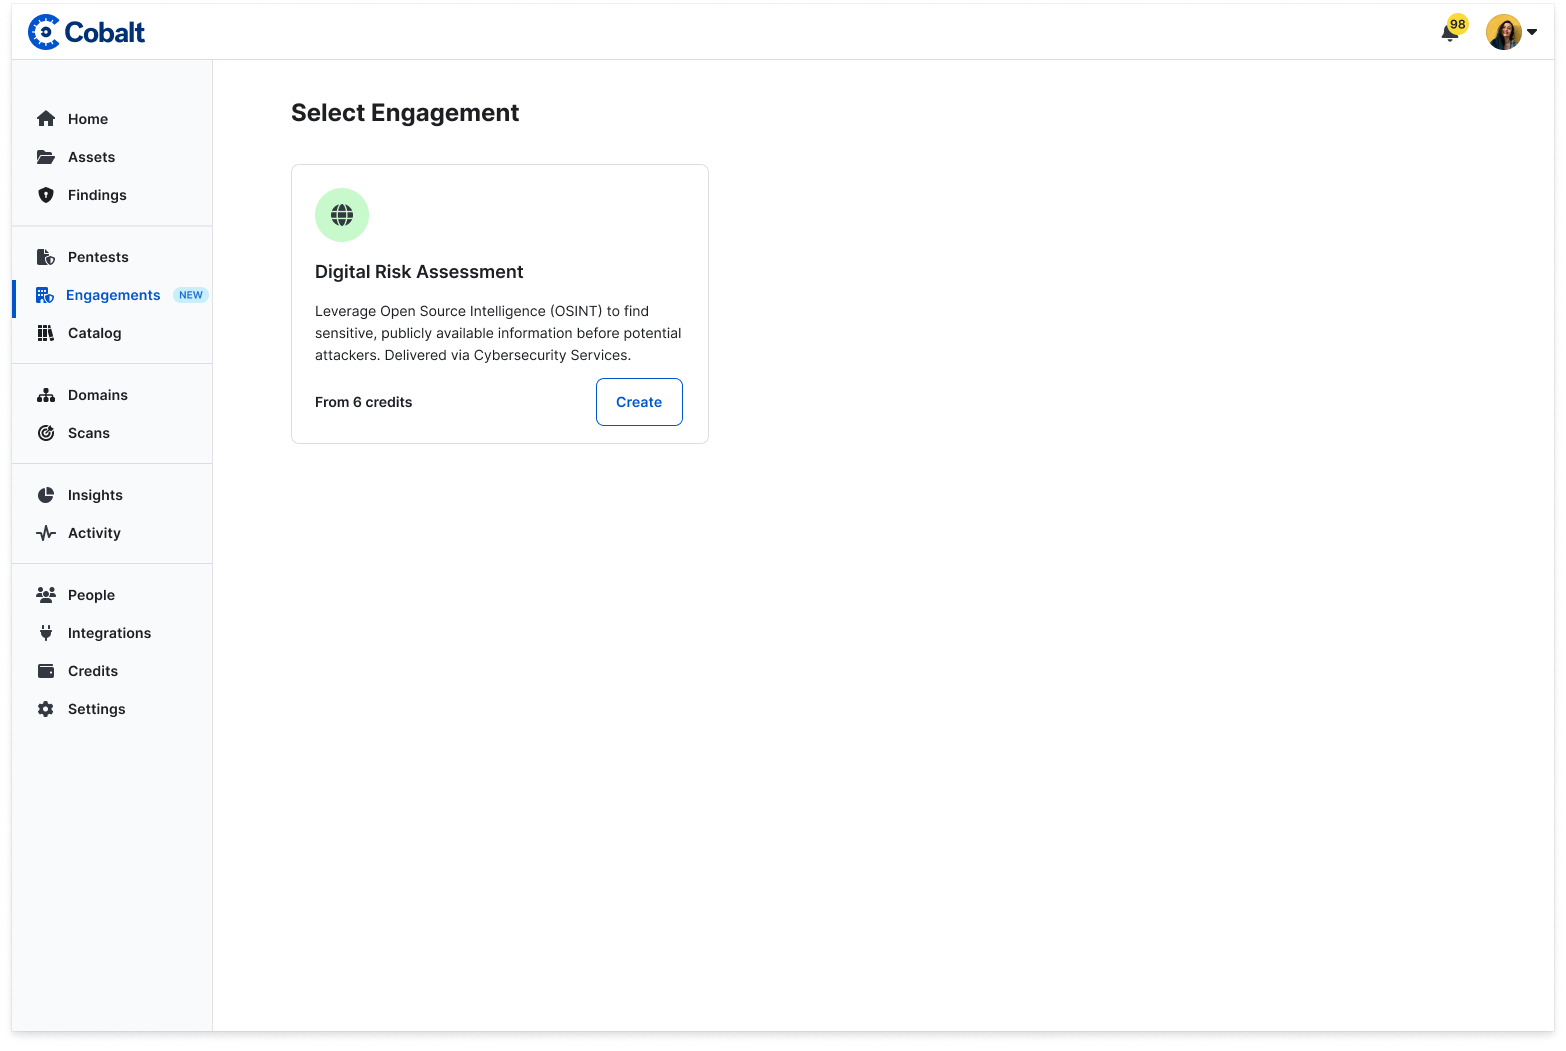 Cobalt
98
Home
Assets
Findings
Pentests
Engagements NEW
Catalog
Domains
Scans
Insights
Activity
People
Integrations
Credits
Settings
Select Engagement
Digital Risk Assessment
Leverage Open Source Intelligence (OSINT) to find
sensitive, publicly available information before potential
attackers. Delivered via Cybersecurity Services.
From 6 credits
Create